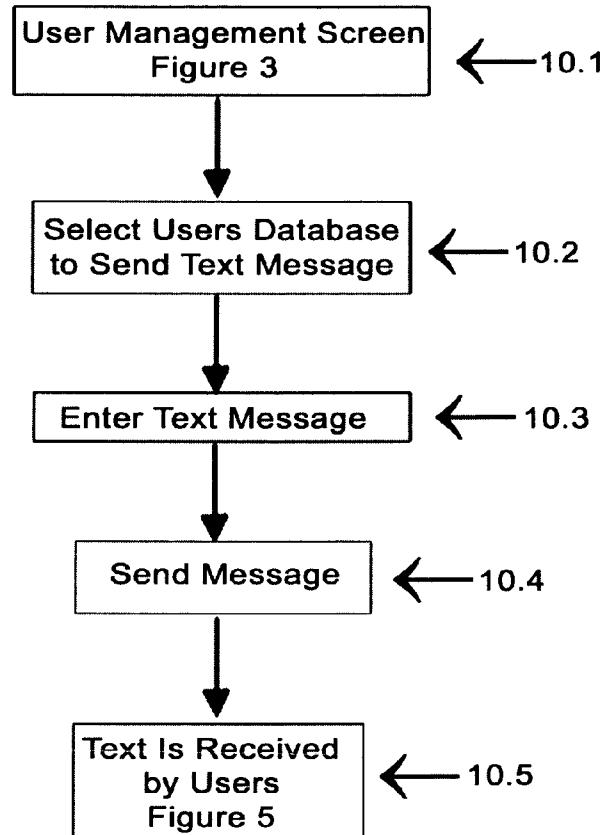 User Management Screen
Figure 3
10.1
Select Users Database
to Send Text Message
10.2
Enter Text Message
10.3
Send Message
10.4
Text Is Received
by Users
Figure 5
10.5